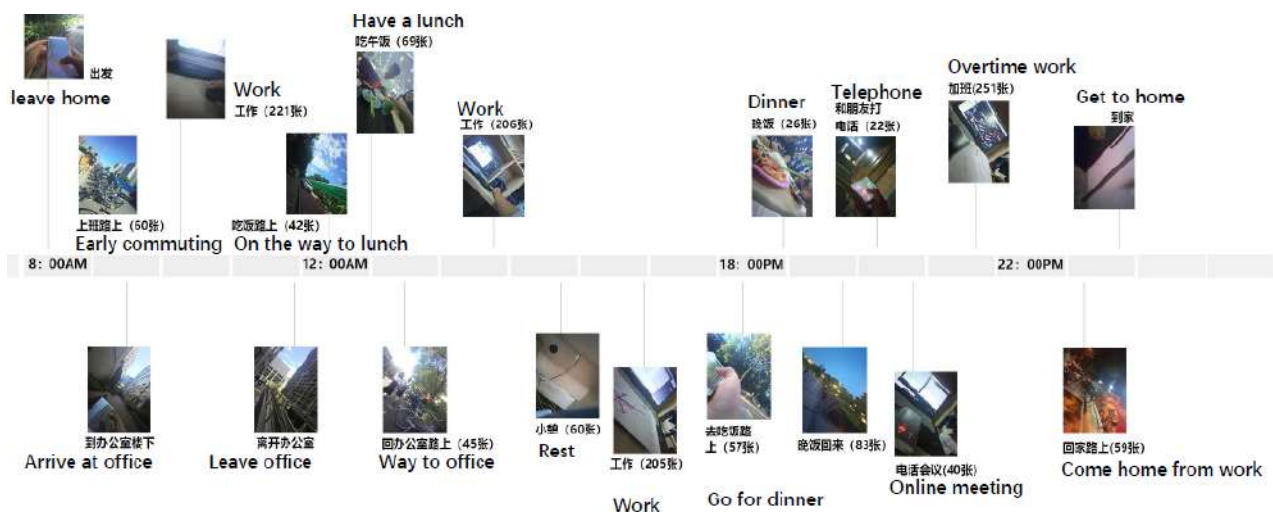 Have a lunch
吃午饭（69张）
出发
leave home
Work
工作（221张）
Work
工作（206张）
Dinner
晚饭（26张）
Telephone
和朋友打
电话（22张）
Overtime work
加班(251张）
Get to home
到家
上班路上（60张）
Early commuting
吃饭路上（42张）
On the way to lunch
8：00AM
12：00AM
18：00PM
22：00PM
到办公室楼下
Arrive at office
离开办公室
Leave office
回办公室路上（45张）
Way to office
小憩（60张）
Rest
工作（205张）
Work
去吃饭路
上（57张）
Go for dinner
晚饭回来（83张）
电话会议(40张）
Online meeting
回家路上(59张）
Come home from work